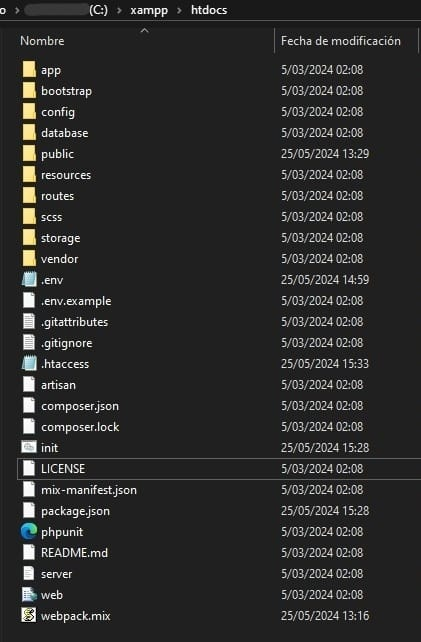 o > (C:) > xampp > htdocs
Nombre Fecha de modificación
app 5/03/2024 02:08
bootstrap 5/03/2024 02:08
config 5/03/2024 02:08
database 5/03/2024 02:08
public 25/05/2024 13:29
resources 5/03/2024 02:08
routes 5/03/2024 02:08
scss 5/03/2024 02:08
storage 5/03/2024 02:08
vendor 5/03/2024 02:08
.env 25/05/2024 14:59
.env.example 5/03/2024 02:08
.gitattributes 5/03/2024 02:08
.gitignore 5/03/2024 02:08
.htaccess 25/05/2024 15:33
artisan 5/03/2024 02:08
composer.json 5/03/2024 02:08
composer.lock 5/03/2024 02:08
init 25/05/2024 15:28
LICENSE 5/03/2024 02:08
mix-manifest.json 5/03/2024 02:08
package.json 25/05/2024 15:28
phpunit 5/03/2024 02:08
README.md 5/03/2024 02:08
server 5/03/2024 02:08
web 5/03/2024 02:08
webpack.mix 25/05/2024 13:16